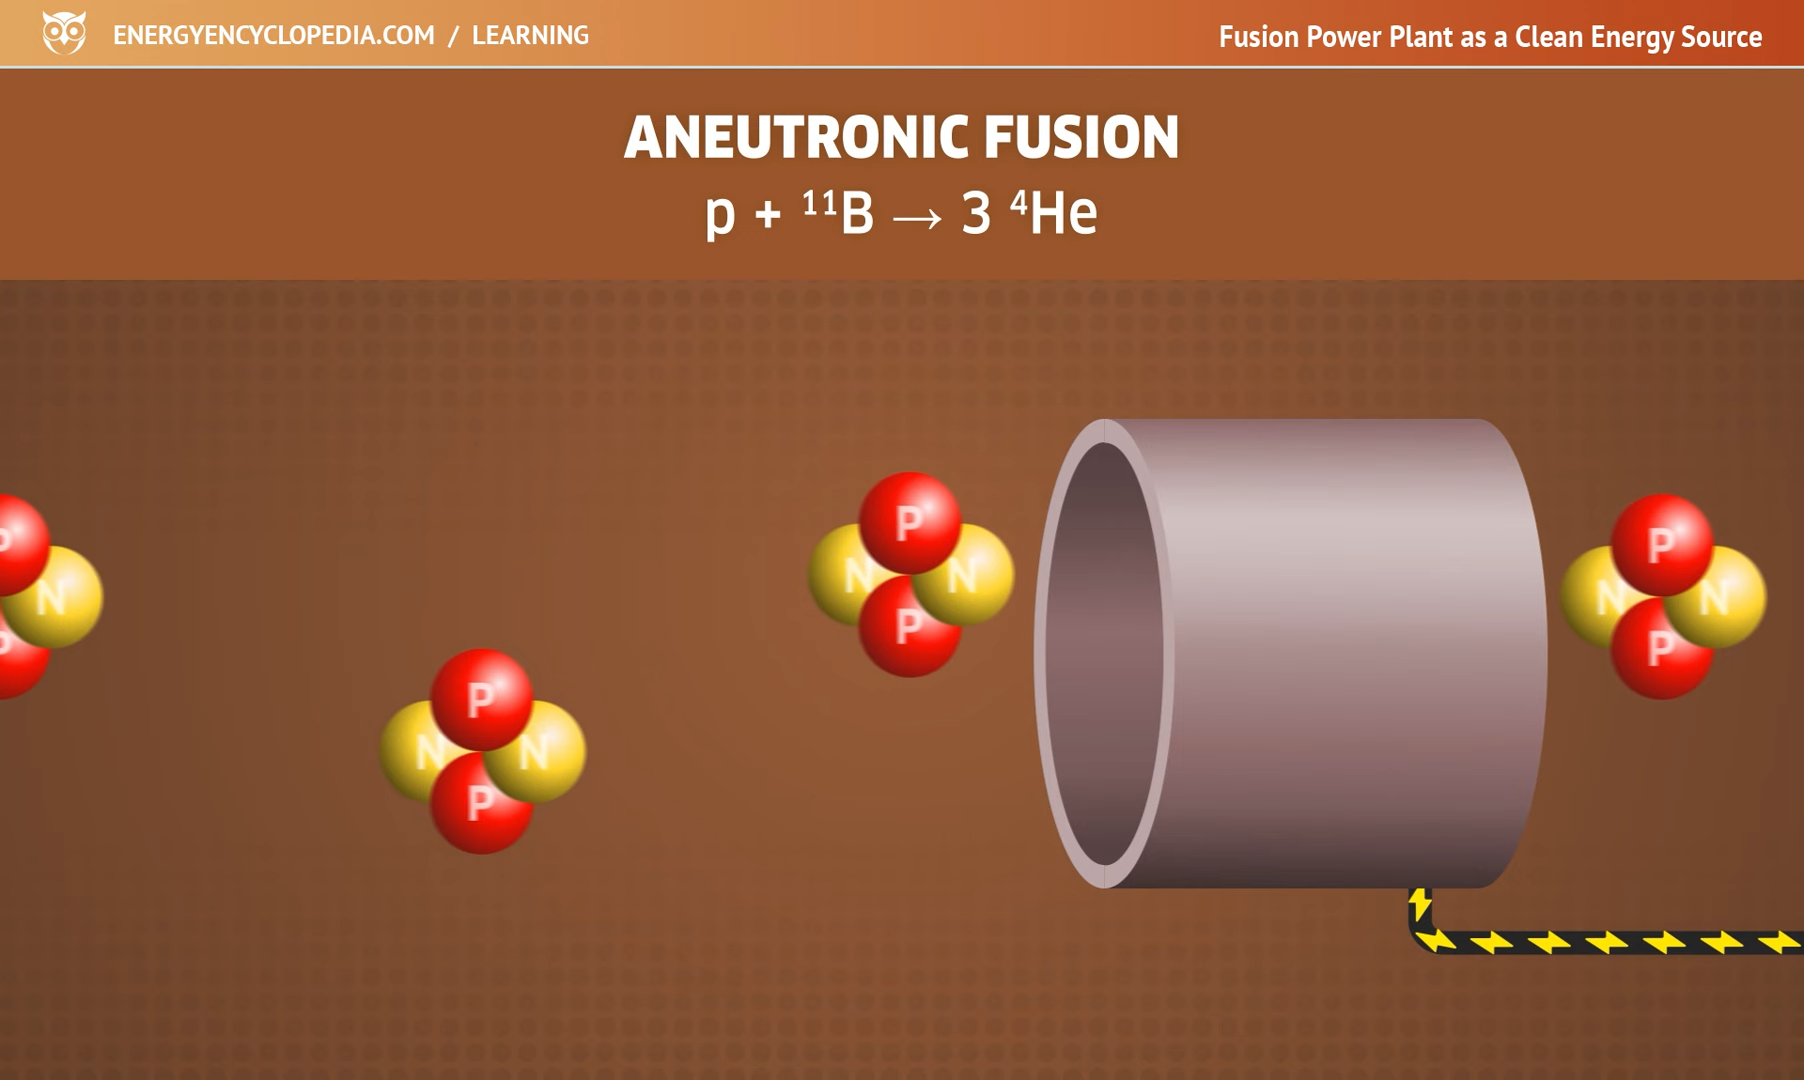 ENERGYENCYCLOPEDIA.COM / LEARNING
Fusion Power Plant as a Clean Energy Source
ANEUTRONIC FUSION
p + ¹¹B → 3 ⁴He
P
N
P
P
N
N
P
P
N
N
P
P
N
N
P